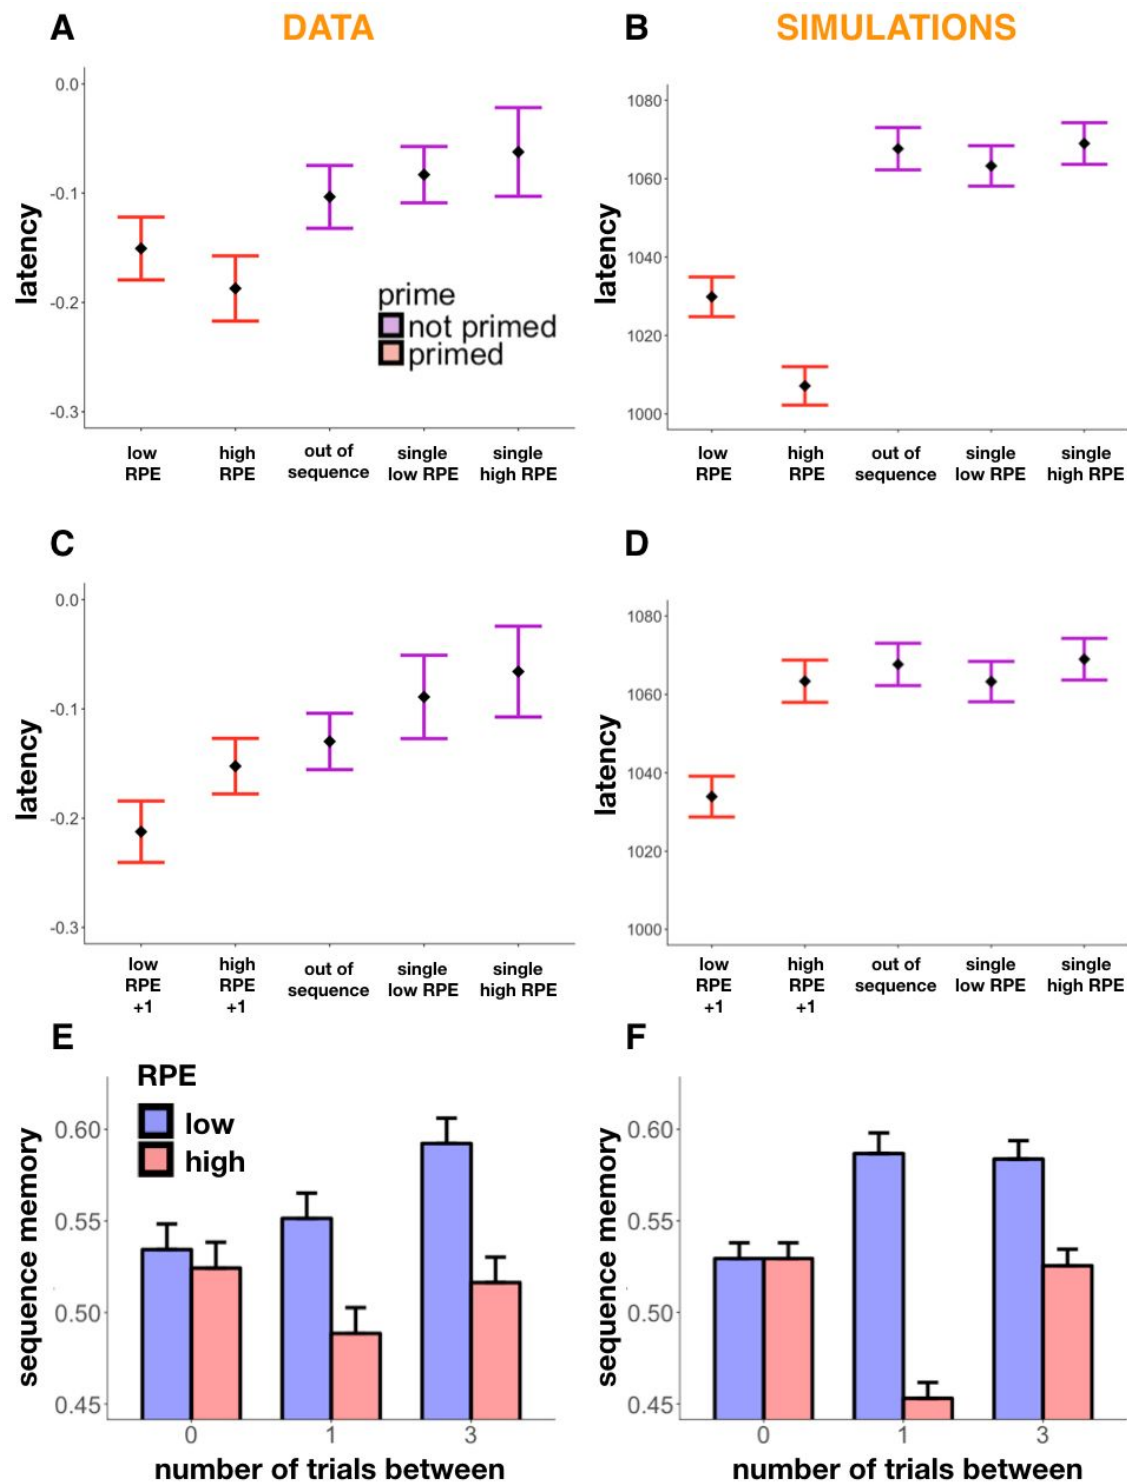 A
DATA
B
SIMULATIONS
0.0
-0.1
-0.2
-0.3
latency
prime
not primed
primed
low
RPE
high
RPE
out of
sequence
single
low RPE
single
high RPE
1080
1060
1040
1020
1000
latency
low
RPE
high
RPE
out of
sequence
single
low RPE
single
high RPE
C
0.0
-0.1
-0.2
-0.3
latency
low
RPE
+1
high
RPE
+1
out of
sequence
single
low RPE
single
high RPE
D
1080
1060
1040
1020
1000
latency
low
RPE
+1
high
RPE
+1
out of
sequence
single
low RPE
single
high RPE
E
RPE
low
high
0.60
0.55
0.50
0.45
sequence memory
0
1
3
number of trials between
F
0.60
0.55
0.50
0.45
sequence memory
0
1
3
number of trials between